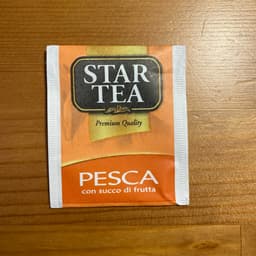 STAR
TEA
Premium Quality
PESCA
con succo di frutta